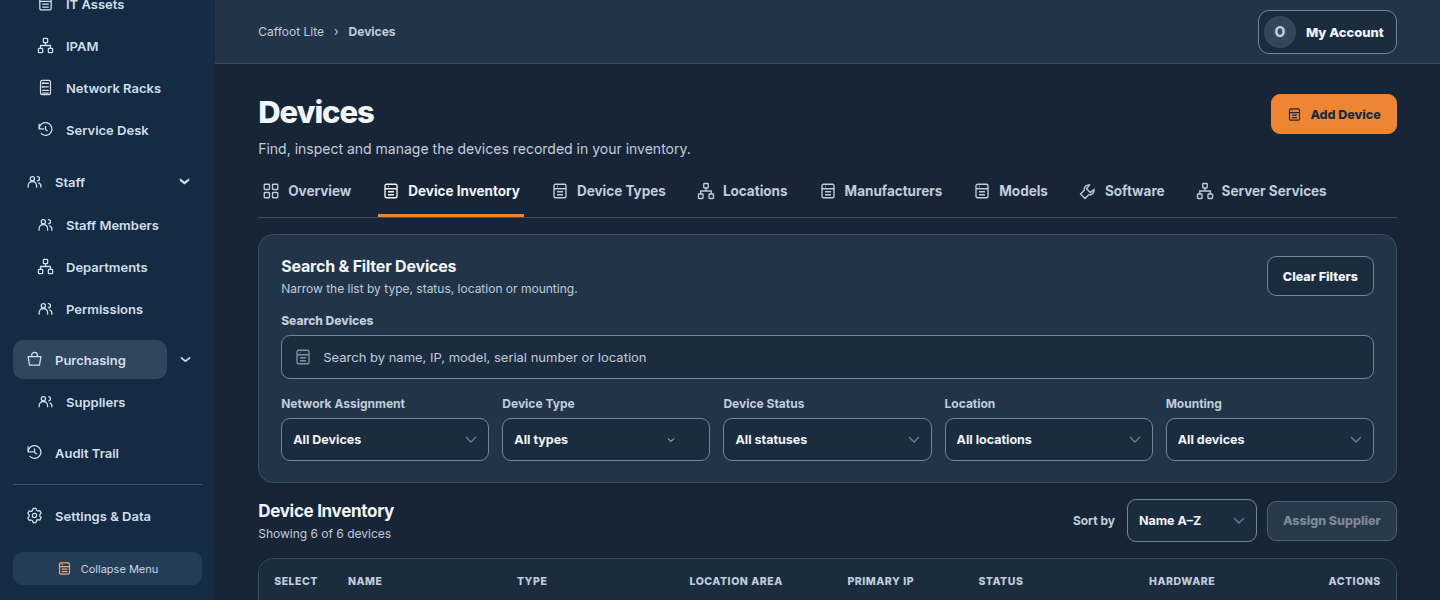 IT Assets
IPAM
Network Racks
Service Desk
Staff
Staff Members
Departments
Permissions
Purchasing
Suppliers
Audit Trail
Settings & Data
Collapse Menu
Caffoot Lite › Devices
O My Account
Devices
Add Device
Find, inspect and manage the devices recorded in your inventory.
Overview Device Inventory Device Types Locations Manufacturers Models Software Server Services
Search & Filter Devices
Narrow the list by type, status, location or mounting.
Clear Filters
Search Devices
Search by name, IP, model, serial number or location
Network Assignment Device Type Device Status Location Mounting
All Devices All types All statuses All locations All devices
Device Inventory
Showing 6 of 6 devices
Sort by Name A–Z Assign Supplier
SELECT NAME TYPE LOCATION AREA PRIMARY IP STATUS HARDWARE ACTIONS